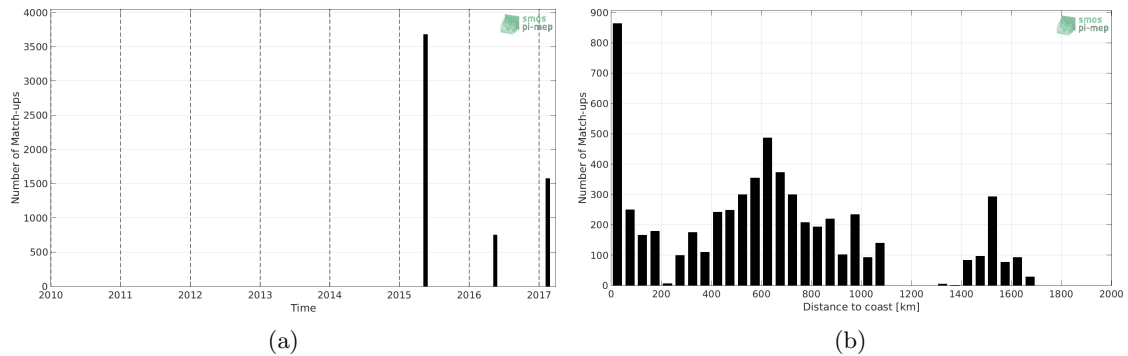 4000
3500
3000
2500
2000
1500
1000
500
0
Number of Match-ups
2010 2011 2012 2013 2014 2015 2016 2017
Time
smos
pi-mep
(a)
900
800
700
600
500
400
300
200
100
0
Number of Match-ups
0 200 400 600 800 1000 1200 1400 1600 1800 2000
Distance to coast [km]
smos
pi-mep
(b)